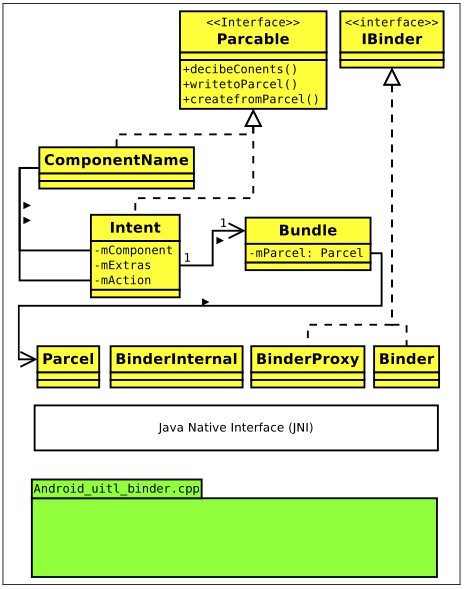 <<Interface>>
Parcable
+decibeConents()
+writetoParcel()
+createfromParcel()
<<interface>>
IBinder
ComponentName
Intent
-mComponent
-mExtras
-mAction
1
1
Bundle
-mParcel: Parcel
Parcel
BinderInternal
BinderProxy
Binder
Java Native Interface (JNI)
Android_uitl_binder.cpp